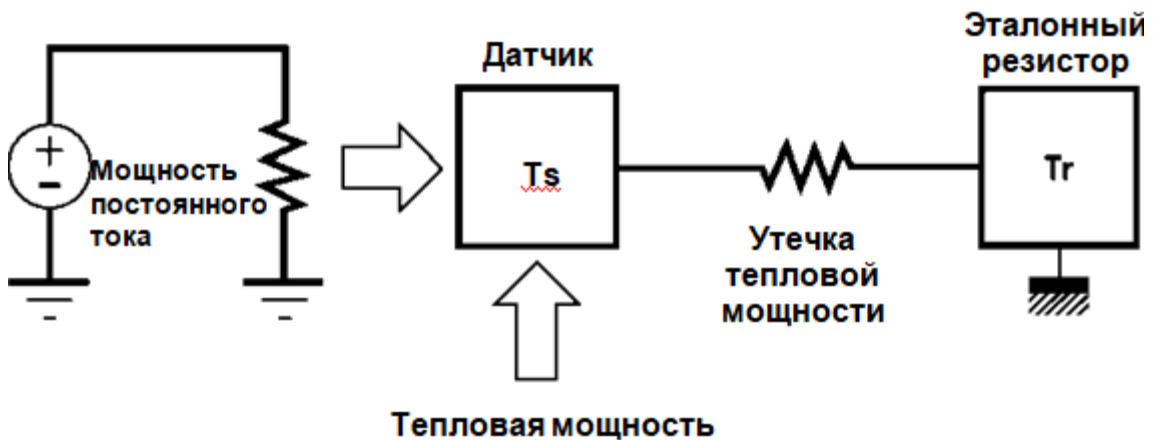 Эталонный
резистор
Датчик
+
-
Мощность
постоянного
тока
Ts
Tr
Утечка
тепловой
мощности
Тепловая мощность